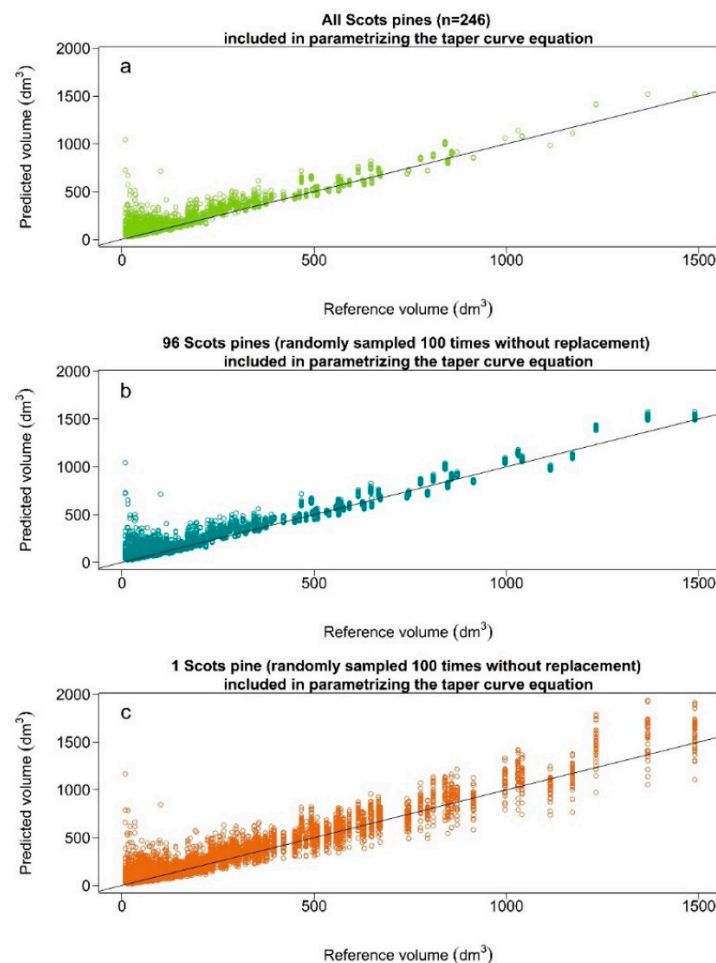 All Scots pines (n=246)
included in parametrizing the taper curve equation
a
2000
1500
1000
500
0
Predicted volume (dm³)
0 500 1000 1500
Reference volume (dm³)
96 Scots pines (randomly sampled 100 times without replacement)
included in parametrizing the taper curve equation
b
2000
1500
1000
500
0
Predicted volume (dm³)
0 500 1000 1500
Reference volume (dm³)
1 Scots pine (randomly sampled 100 times without replacement)
included in parametrizing the taper curve equation
c
2000
1500
1000
500
0
Predicted volume (dm³)
0 500 1000 1500
Reference volume (dm³)